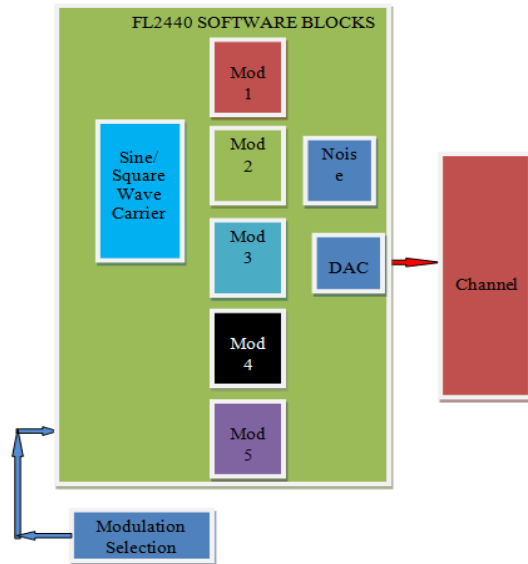 FL2440 SOFTWARE BLOCKS
Mod
1
Sine/
Square
Wave
Carrier
Mod
2
Nois
e
Mod
3
DAC
Channel
Mod
4
Mod
5
Modulation
Selection